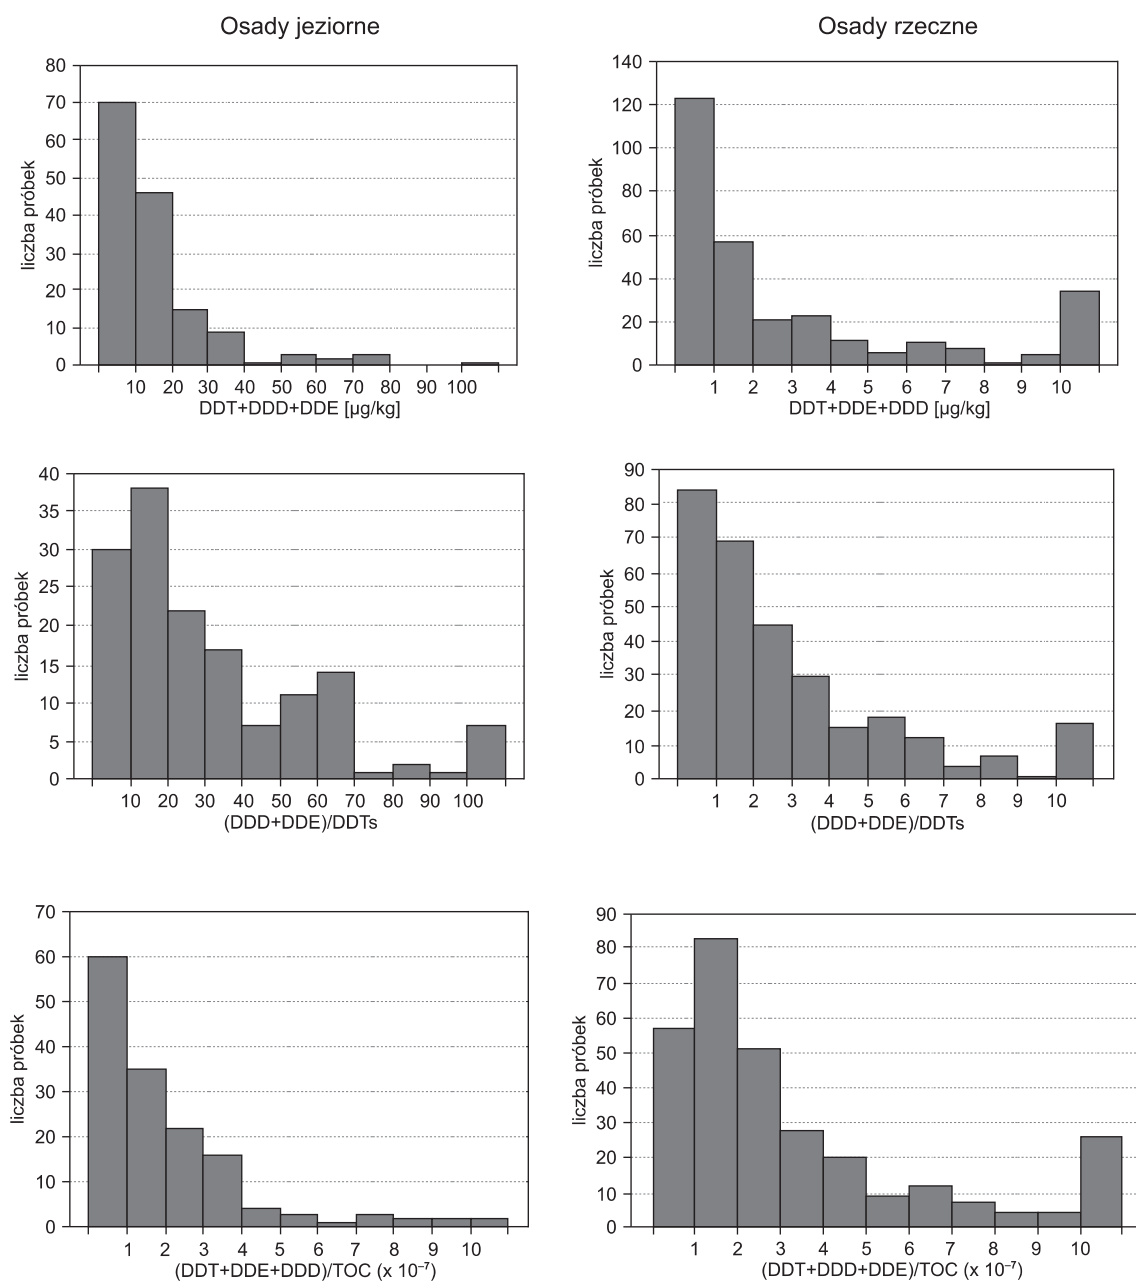 Osady jeziorne
Osady rzeczne
80
70
60
50
40
30
20
10
0
liczba próbek
10 20 30 40 50 60 70 80 90 100
DDT+DDD+DDE [µg/kg]
140
120
100
80
60
40
20
0
liczba próbek
1 2 3 4 5 6 7 8 9 10
DDT+DDE+DDD [µg/kg]
40
35
30
25
20
15
10
5
0
liczba próbek
10 20 30 40 50 60 70 80 90 100
(DDD+DDE)/DDTs
90
80
70
60
50
40
30
20
10
0
liczba próbek
1 2 3 4 5 6 7 8 9 10
(DDD+DDE)/DDTs
70
60
50
40
30
20
10
0
liczba próbek
1 2 3 4 5 6 7 8 9 10
(DDT+DDE+DDD)/TOC (x 10⁻⁷)
90
80
70
60
50
40
30
20
10
0
liczba próbek
1 2 3 4 5 6 7 8 9 10
(DDT+DDD+DDE)/TOC (x 10⁻⁷)